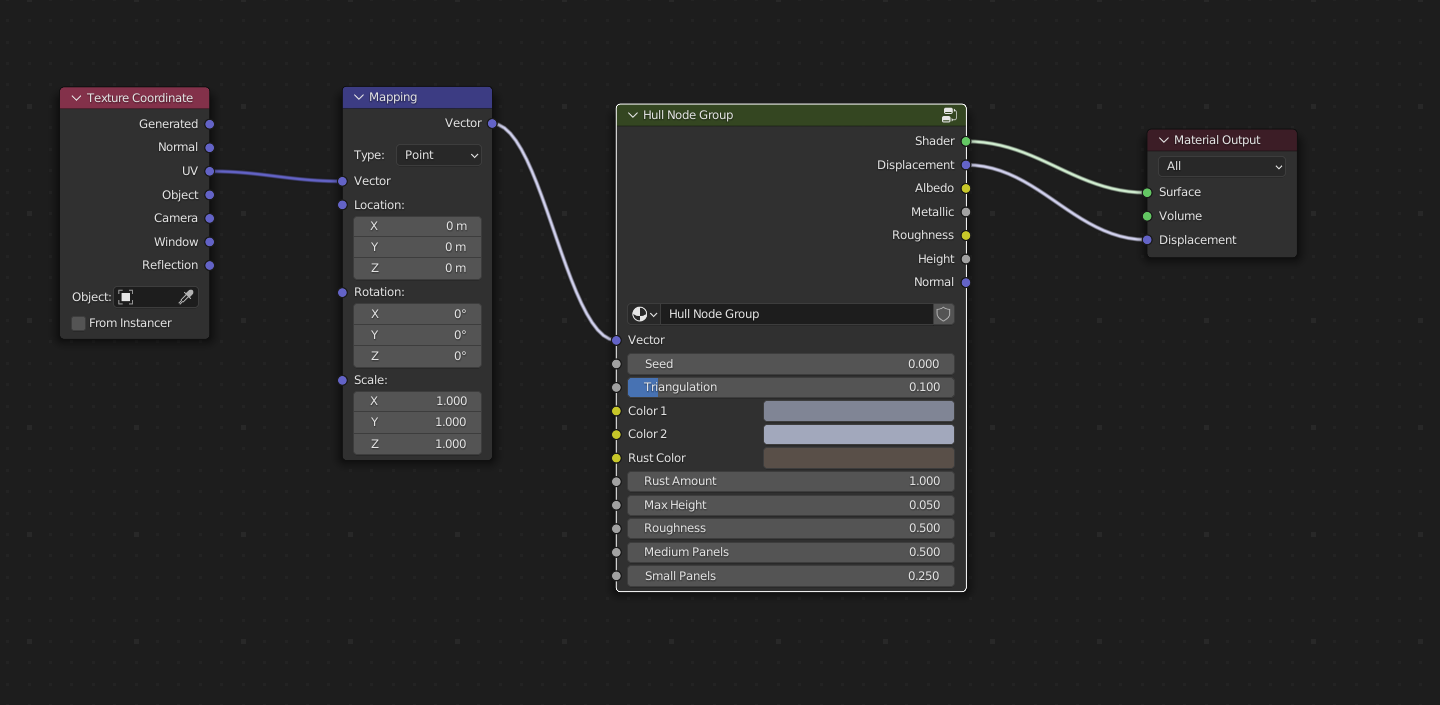 Texture Coordinate
Generated
Normal
UV
Object
Camera
Window
Reflection
Object:
From Instancer
Mapping
Vector
Type: Point
Vector
Location:
X 0 m
Y 0 m
Z 0 m
Rotation:
X 0°
Y 0°
Z 0°
Scale:
X 1.000
Y 1.000
Z 1.000
Hull Node Group
Shader
Displacement
Albedo
Metallic
Roughness
Height
Normal
Hull Node Group
Vector
Seed 0.000
Triangulation 0.100
Color 1
Color 2
Rust Color
Rust Amount 1.000
Max Height 0.050
Roughness 0.500
Medium Panels 0.500
Small Panels 0.250
Material Output
All
Surface
Volume
Displacement